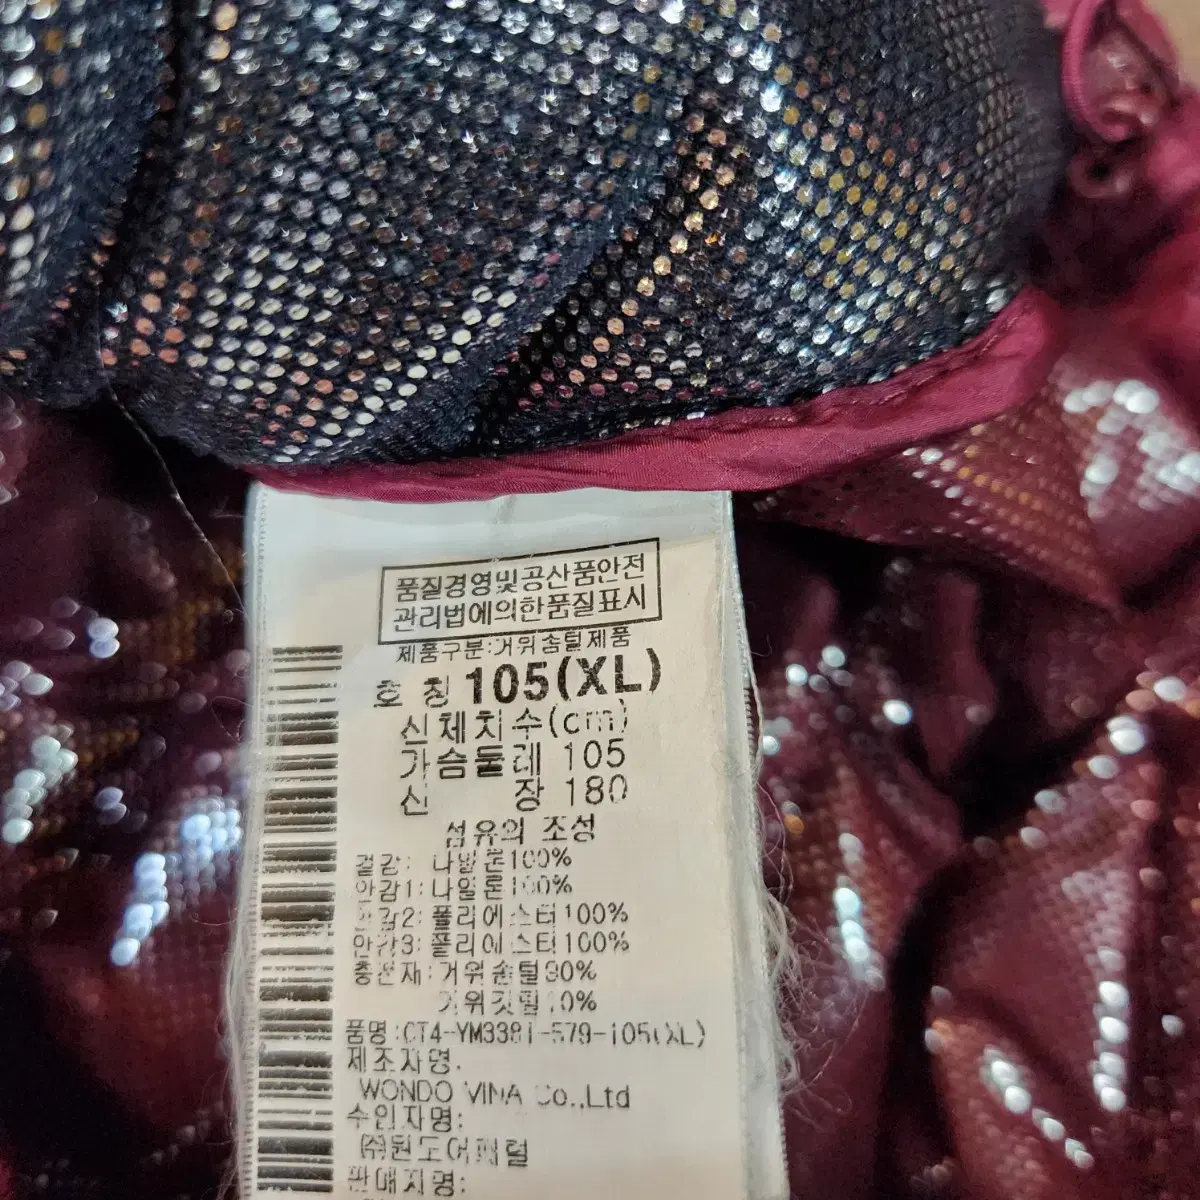 품질경영및공산품안전
관리법에의한품질표시
제품구분:거위솜털제품
호 칭 105(XL)
신체치수(cm)
가슴둘레 105
신 장 180
섬유의 조성
겉감: 나일론100%
안감1:나일론100%
안감2:폴리에스터100%
안감3:폴리에스터100%
충전재:거위솜털90%
거위깃털10%
품명:CT4-YM3381-579-105(XL)
제조자명:
WONDO VINA Co.,Ltd
수입자명:
판매자명: